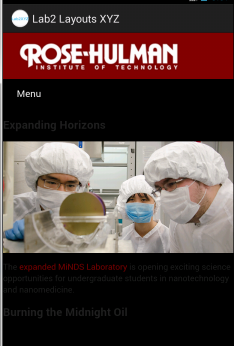 Lab2 Layouts XYZ
ROSE-HULMAN
INSTITUTE OF TECHNOLOGY
Menu
Expanding Horizons
The expanded MiNDS Laboratory is opening exciting science
opportunities for undergraduate students in nanotechnology
and nanomedicine
Burning the Midnight Oil